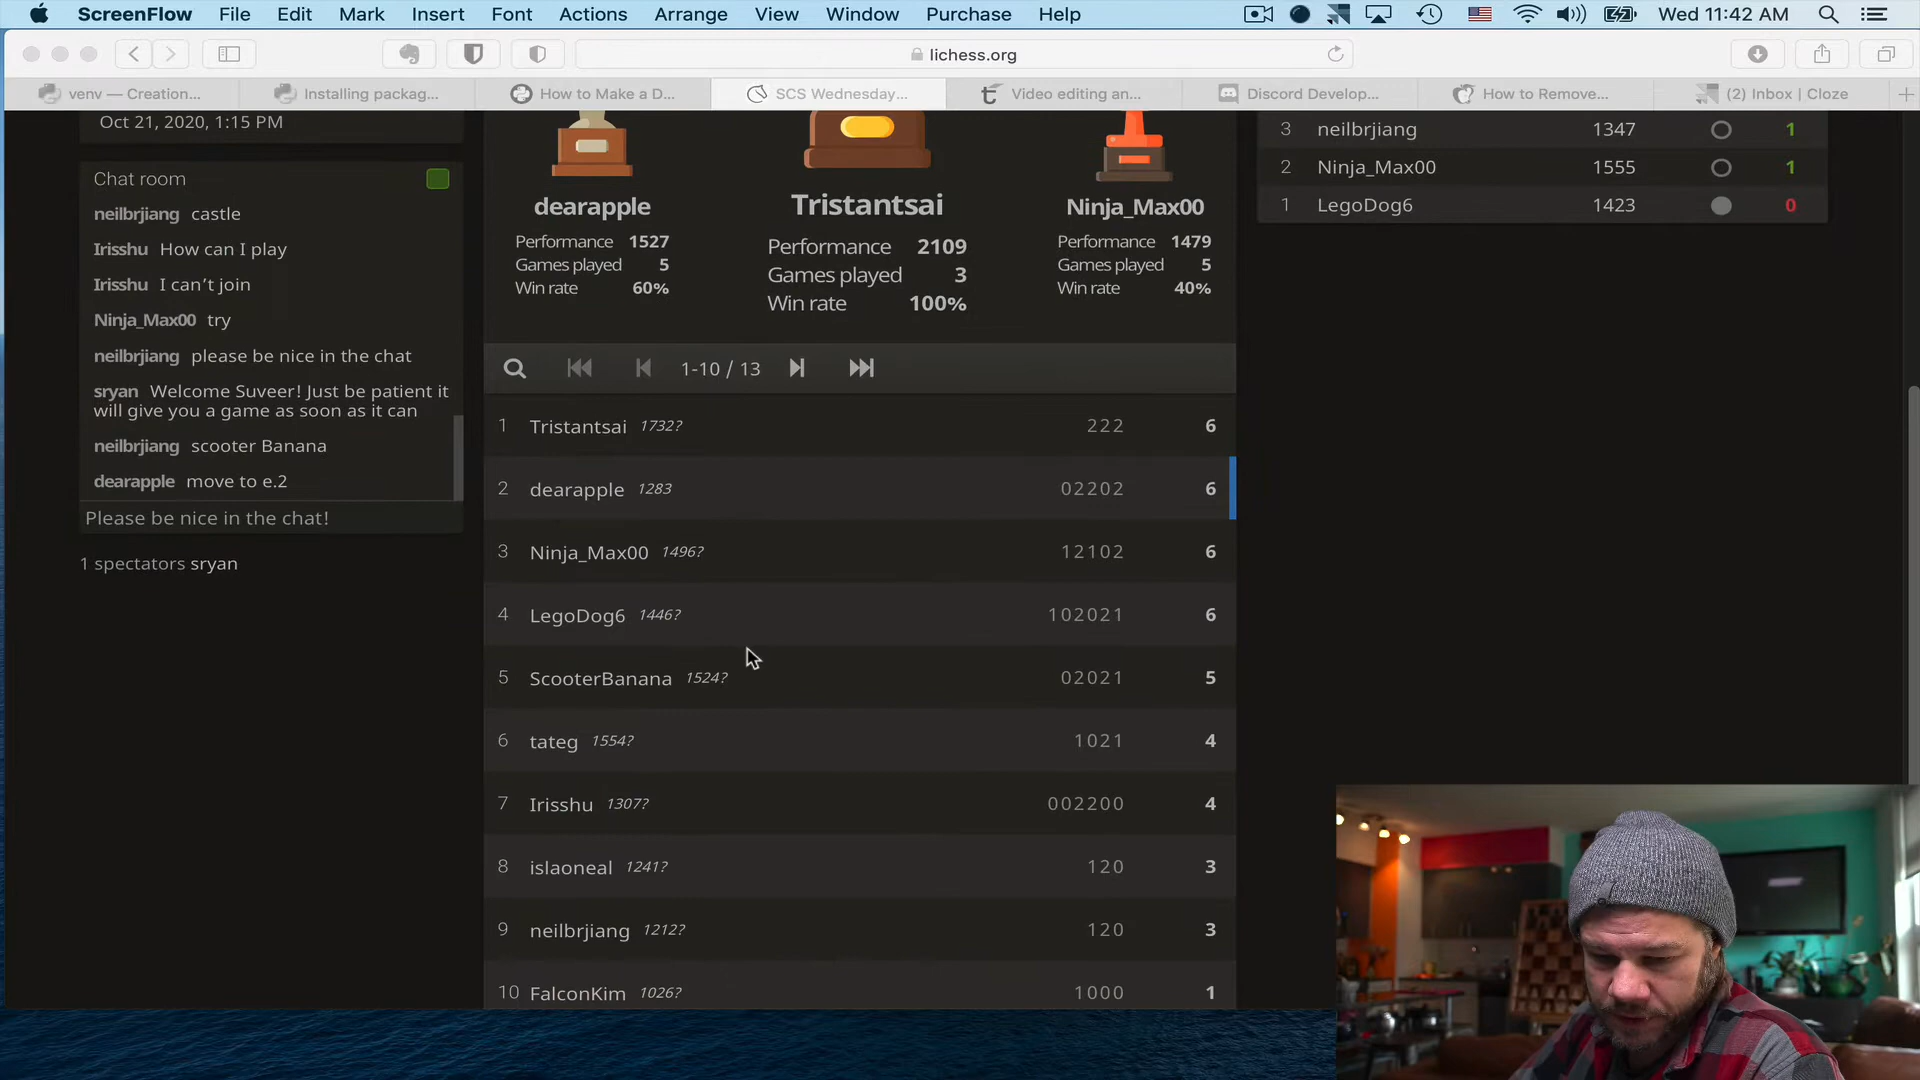 ScreenFlow File Edit Mark Insert Font Actions Arrange View Window Purchase Help Wed 11:42 AM
lichess.org
venv — Creation... Installing packag... How to Make a D... SCS Wednesday... Video editing an... Discord Develop... How to Remove... (2) Inbox | Cloze
Oct 21, 2020, 1:15 PM
Chat room
neilbrjiang castle
Irisshu How can I play
Irisshu I can't join
Ninja_Max00 try
neilbrjiang please be nice in the chat
sryan Welcome Suveer! Just be patient it
will give you a game as soon as it can
neilbrjiang scooter Banana
dearapple move to e.2
Please be nice in the chat!
1 spectators sryan
dearapple
Performance 1527
Games played 5
Win rate 60%
Tristantsai
Performance 2109
Games played 3
Win rate 100%
Ninja_Max00
Performance 1479
Games played 5
Win rate 40%
1-10 / 13
1 Tristantsai 1732? 222 6
2 dearapple 1283 02202 6
3 Ninja_Max00 1496? 12102 6
4 LegoDog6 1446? 102021 6
5 ScooterBanana 1524? 02021 5
6 tateg 1554? 1021 4
7 Irisshu 1307? 002200 4
8 islaoneal 1241? 120 3
9 neilbrjiang 1212? 120 3
10 FalconKim 1026? 1000 1
3 neilbrjiang 1347 1
2 Ninja_Max00 1555 1
1 LegoDog6 1423 0